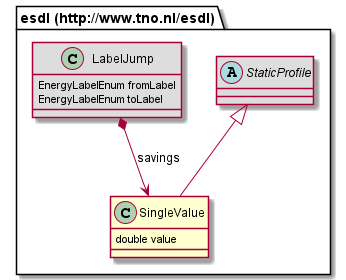 esdl (http://www.tno.nl/esdl)
C LabelJump
EnergyLabelEnum fromLabel
EnergyLabelEnum toLabel
A StaticProfile
savings
C SingleValue
double value